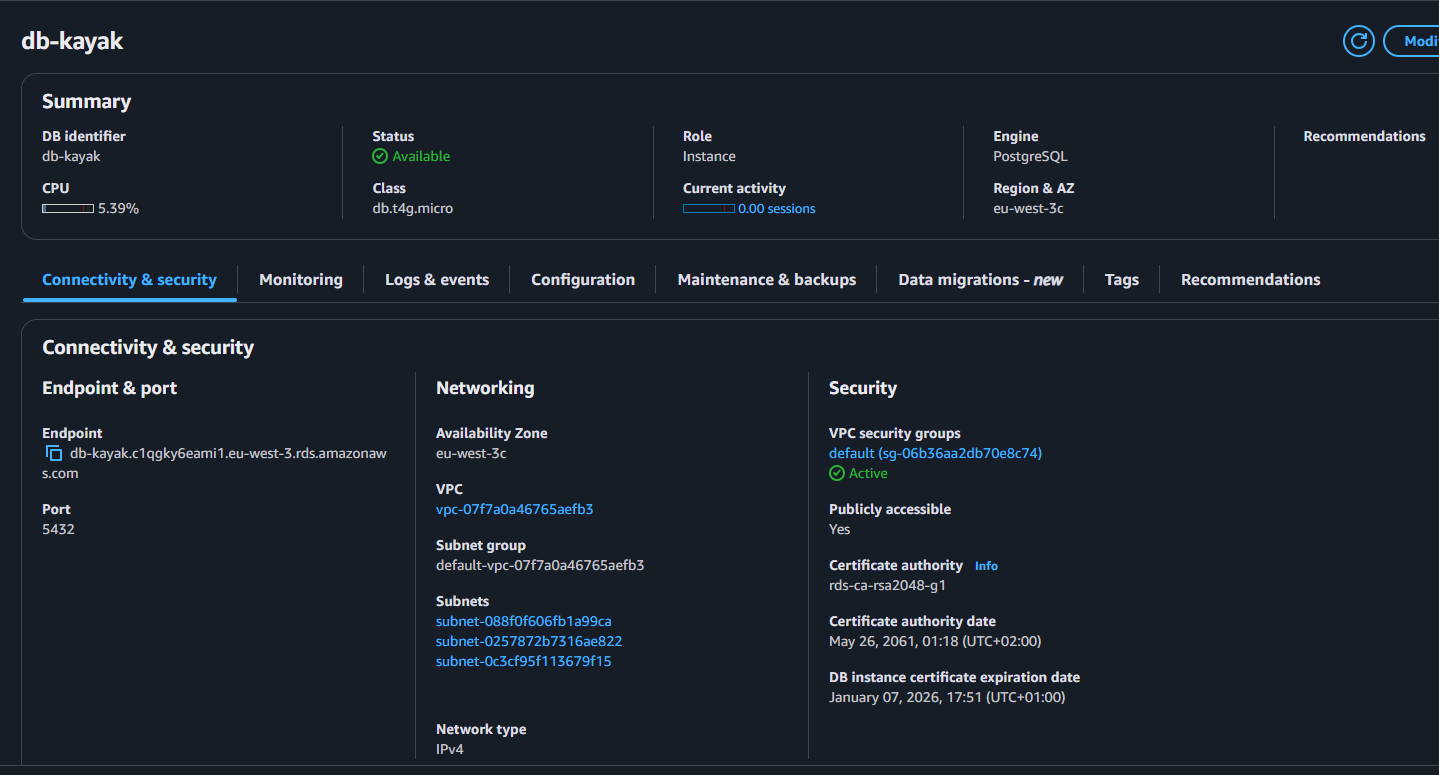 db-kayak
Modi
Summary
DB identifier
db-kayak
Status
Available
Role
Instance
Engine
PostgreSQL
Recommendations
CPU
5.39%
Class
db.t4g.micro
Current activity
0.00 sessions
Region & AZ
eu-west-3c
Connectivity & security
Monitoring
Logs & events
Configuration
Maintenance & backups
Data migrations - new
Tags
Recommendations
Connectivity & security
Endpoint & port
Endpoint
db-kayak.c1qgky6eami1.eu-west-3.rds.amazonaw
s.com
Port
5432
Networking
Availability Zone
eu-west-3c
VPC
vpc-07f7a0a46765aefb3
Subnet group
default-vpc-07f7a0a46765aefb3
Subnets
subnet-088f0f606fb1a99ca
subnet-0257872b7316ae822
subnet-0c3cf95f113679f15
Network type
IPv4
Security
VPC security groups
default (sg-06b36aa2db70e8c74)
Active
Publicly accessible
Yes
Certificate authority Info
rds-ca-rsa2048-g1
Certificate authority date
May 26, 2061, 01:18 (UTC+02:00)
DB instance certificate expiration date
January 07, 2026, 17:51 (UTC+01:00)